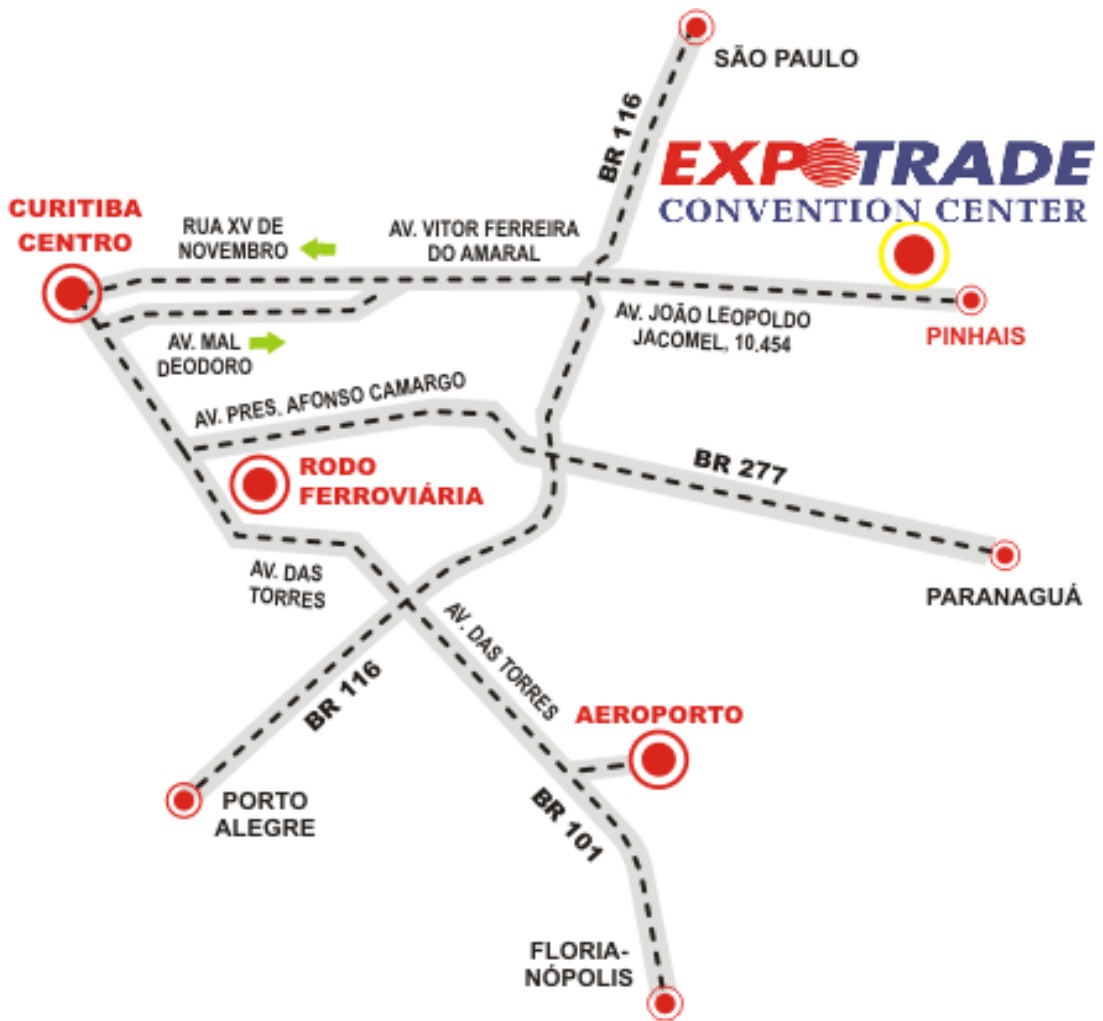 SÃO PAULO
BR 116
EXPOTRADE
CONVENTION CENTER
CURITIBA
CENTRO
RUA XV DE
NOVEMBRO
AV. VITOR FERREIRA
DO AMARAL
AV. JOÃO LEOPOLDO
JACOMEL, 10.454
PINHAIS
AV. MAL
DEODORO
AV. PRES. AFONSO CAMARGO
RODO
FERROVIÁRIA
BR 277
PARANAGUÁ
AV. DAS
TORRES
AV. DAS TORRES
BR 116
AEROPORTO
PORTO
ALEGRE
BR 101
FLORIA-
NÓPOLIS